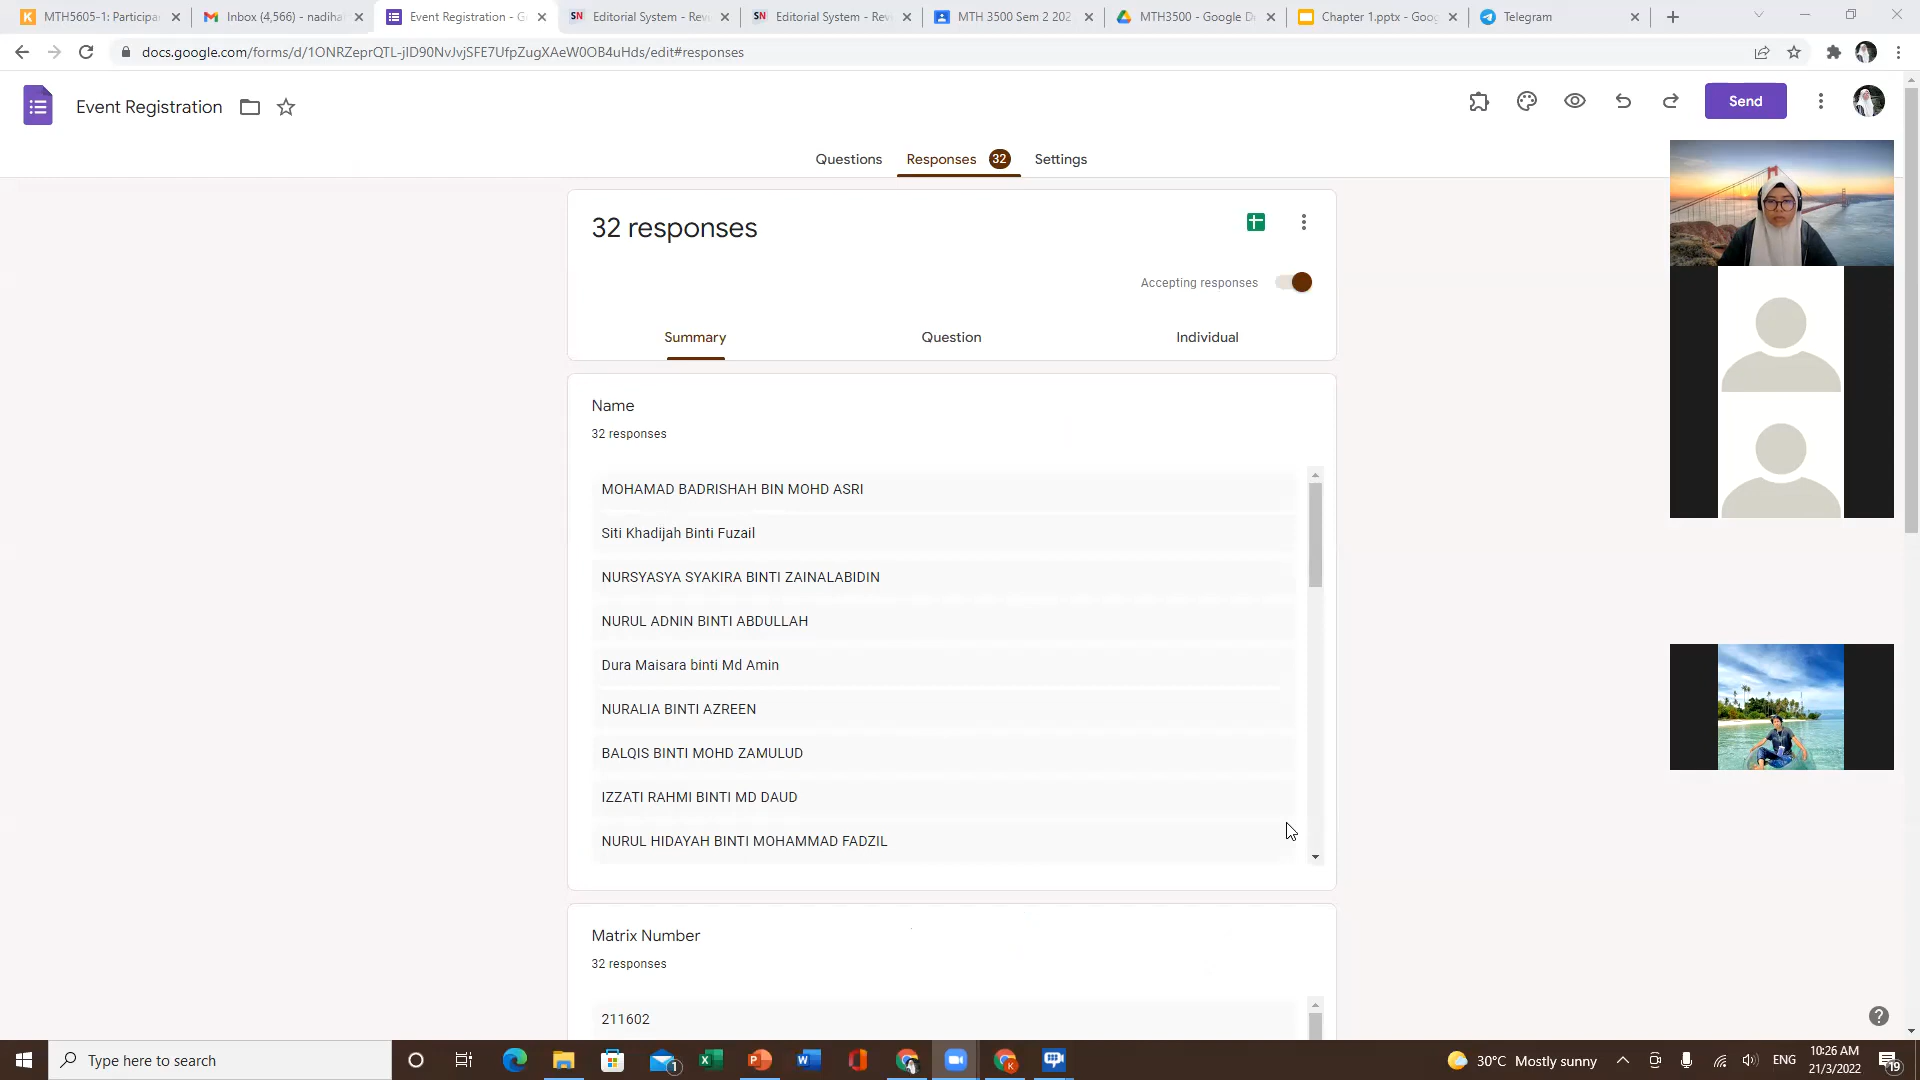 MTH5605-1: Participa
Inbox (4,566) - nadiha
Event Registration - G
SN Editorial System - Rev
SN Editorial System - Rev
MTH 3500 Sem 2 202
MTH3500 - Google D
Chapter 1.pptx - Goog
Telegram
docs.google.com/forms/d/1ONRZeprQTL-jID90NvJvjSFE7UfpZugXAeW0OB4uHds/edit#responses
Event Registration
Send
Questions
Responses 32
Settings
32 responses
Accepting responses
Summary
Question
Individual
Name
32 responses
MOHAMAD BADRISHAH BIN MOHD ASRI
Siti Khadijah Binti Fuzail
NURSYASYA SYAKIRA BINTI ZAINALABIDIN
NURUL ADNIN BINTI ABDULLAH
Dura Maisara binti Md Amin
NURALIA BINTI AZREEN
BALQIS BINTI MOHD ZAMULUD
IZZATI RAHMI BINTI MD DAUD
NURUL HIDAYAH BINTI MOHAMMAD FADZIL
Matrix Number
32 responses
211602
Type here to search
30°C Mostly sunny
ENG
10:26 AM
21/3/2022
19